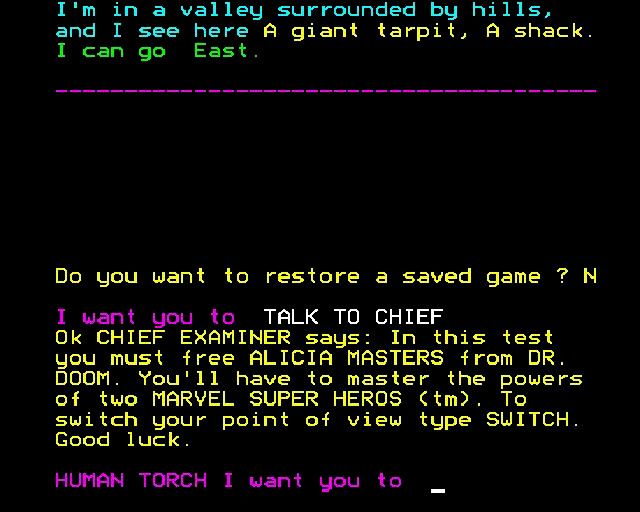 I'm in a valley surrounded by hills,
and I see here A giant tarpit, A shack.
I can go  East.
Do you want to restore a saved game ? N
I want you to  TALK TO CHIEF
Ok CHIEF EXAMINER says: In this test
you must free ALICIA MASTERS from DR.
DOOM. You'll have to master the powers
of two MARVEL SUPER HEROS (tm). To
switch your point of view type SWITCH.
Good luck.
HUMAN TORCH I want you to  _